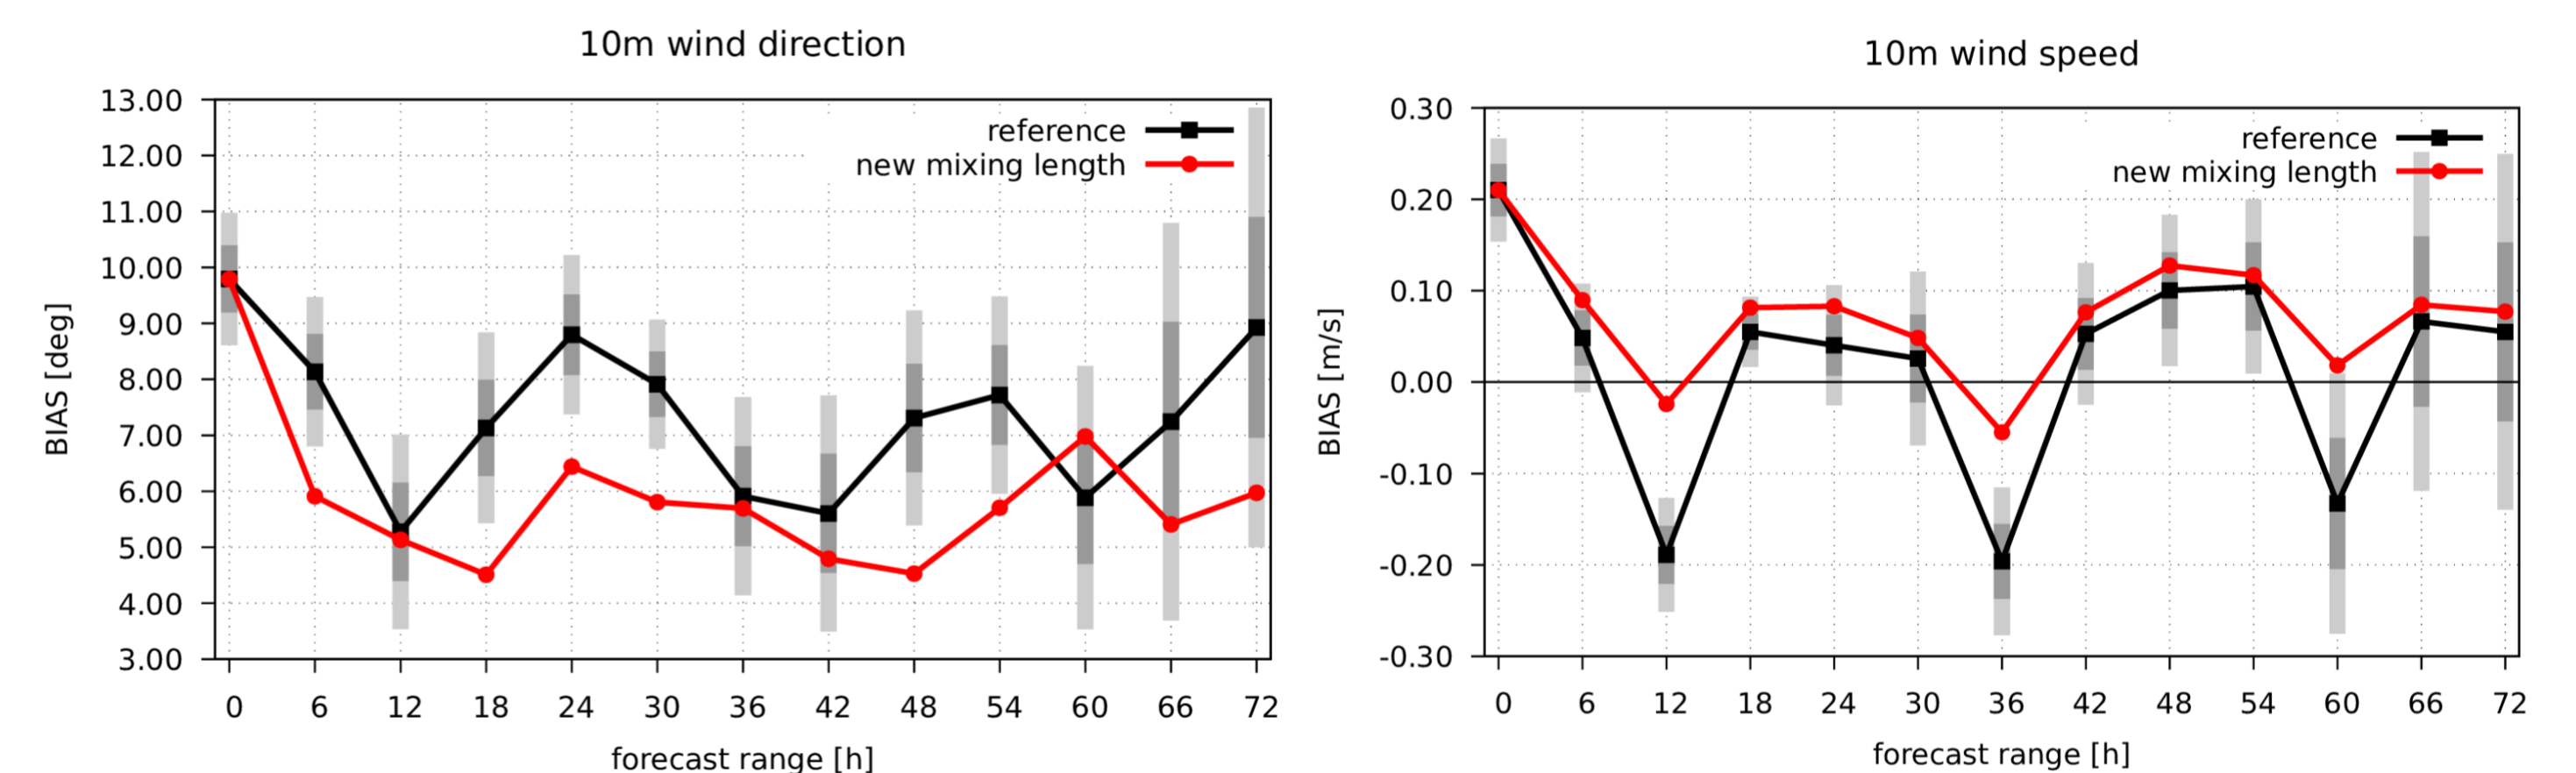 10m wind direction
BIAS [deg]
13.00
12.00
11.00
10.00
9.00
8.00
7.00
6.00
5.00
4.00
3.00
reference
new mixing length
0 6 12 18 24 30 36 42 48 54 60 66 72
forecast range [h]
10m wind speed
BIAS [m/s]
0.30
0.20
0.10
0.00
-0.10
-0.20
-0.30
reference
new mixing length
0 6 12 18 24 30 36 42 48 54 60 66 72
forecast range [h]